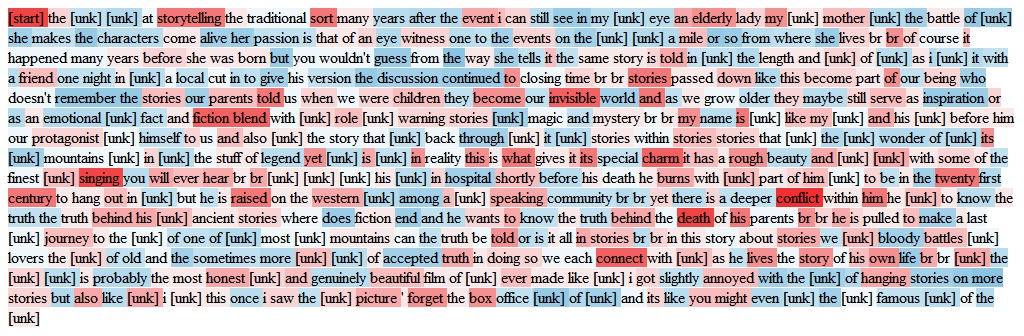 [start] the [unk] [unk] at storytelling the traditional sort many years after the event i can still see in my [unk] eye an elderly lady my [unk] mother [unk] the battle of [unk]
she makes the characters come alive her passion is that of an eye witness one to the events on the [unk] [unk] a mile or so from where she lives br br of course it
happened many years before she was born but you wouldn't guess from the way she tells it the same story is told in [unk] the length and [unk] of [unk] as i [unk] it with
a friend one night in [unk] a local cut in to give his version the discussion continued to closing time br br stories passed down like this become part of our being who
doesn't remember the stories our parents told us when we were children they become our invisible world and as we grow older they maybe still serve as inspiration or
as an emotional [unk] fact and fiction blend with [unk] role [unk] warning stories [unk] magic and mystery br br my name is [unk] like my [unk] and his [unk] before him
our protagonist [unk] himself to us and also [unk] the story that [unk] back through [unk] it [unk] stories within stories stories that [unk] the [unk] wonder of [unk] its
[unk] mountains [unk] in [unk] the stuff of legend yet [unk] is [unk] in reality this is what gives it its special charm it has a rough beauty and [unk] [unk] with some of the
finest [unk] singing you will ever hear br br [unk] [unk] [unk] his [unk] in hospital shortly before his death he burns with [unk] part of him [unk] to be in the twenty first
century to hang out in [unk] but he is raised on the western [unk] among a [unk] speaking community br br yet there is a deeper conflict within him he [unk] to know the
truth the truth behind his [unk] ancient stories where does fiction end and he wants to know the truth behind the death of his parents br br he is pulled to make a last
[unk] journey to the [unk] of one of [unk] most [unk] mountains can the truth be told or is it all in stories br br in this story about stories we [unk] bloody battles [unk]
lovers the [unk] of old and the sometimes more [unk] [unk] of accepted truth in doing so we each connect with [unk] as he lives the story of his own life br br [unk] the
[unk] [unk] is probably the most honest [unk] and genuinely beautiful film of [unk] ever made like [unk] i got slightly annoyed with the [unk] of hanging stories on more
stories but also like [unk] i [unk] this once i saw the [unk] picture ' forget the box office [unk] of [unk] and its like you might even [unk] the [unk] famous [unk] of the
[unk]